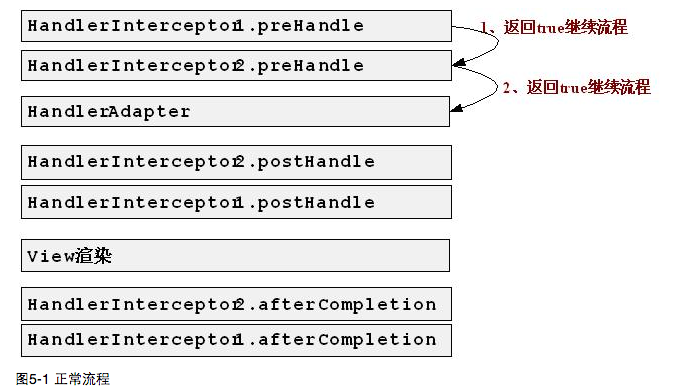 HandlerInterceptor1.preHandle
1、返回true继续流程
HandlerInterceptor2.preHandle
2、返回true继续流程
HandlerAdapter
HandlerInterceptor2.postHandle
HandlerInterceptor1.postHandle
View渲染
HandlerInterceptor2.afterCompletion
HandlerInterceptor1.afterCompletion
图5-1 正常流程